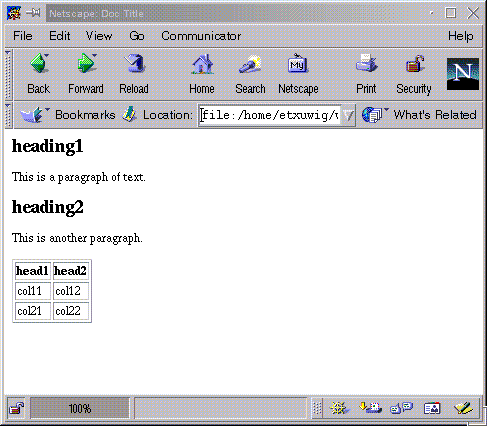 Netscape: Doc Title
File Edit View Go Communicator Help
Back Forward Reload Home Search Netscape Print Security
My
N
Bookmarks Location: file:/home/etxuwig/ What's Related
heading1
This is a paragraph of text.
heading2
This is another paragraph.
head1 head2
col11 col12
col21 col22
100%